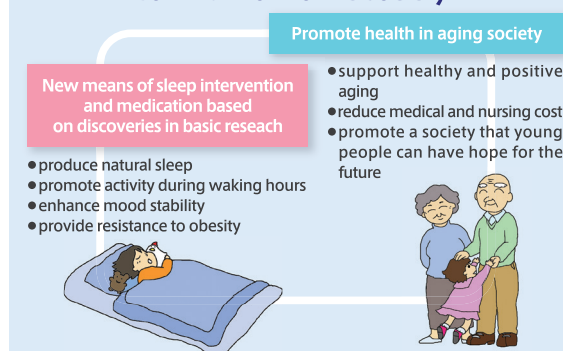 Promote health in aging society
New means of sleep intervention
and medication based
on discoveries in basic reseach
●support healthy and positive
aging
●reduce medical and nursing cost
●promote a society that young
people can have hope for the
future
●produce natural sleep
●promote activity during waking hours
●enhance mood stability
●provide resistance to obesity